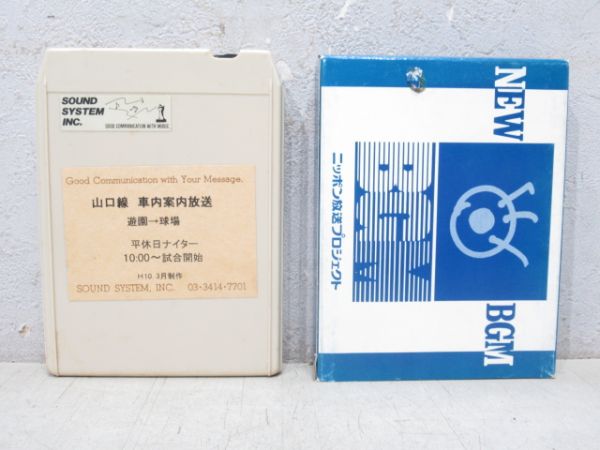 SOUND
SYSTEM
INC.
GOOD COMMUNICATION WITH MUSIC
Good Communication with Your Message.
山口線 車内案内放送
遊園→球場
平休日ナイター
10:00～試合開始
H10.3月制作
SOUND SYSTEM, INC. 03-3414-7701
NEW BGM
BGM
ニッポン放送プロジェクト